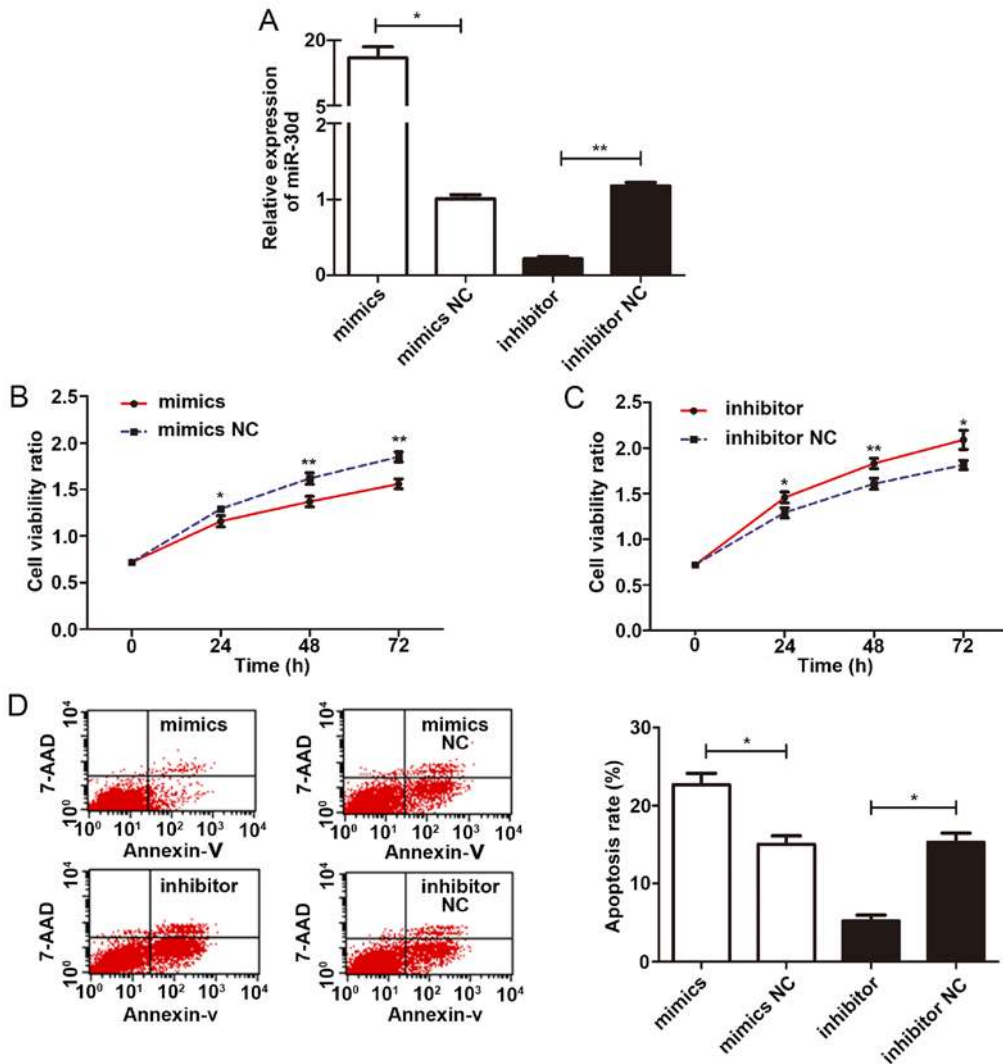 A
*
20
5
2
1
0
**
Relative expression
of miR-30d
mimics
mimics NC
inhibitor
inhibitor NC
B
2.5
2.0
1.5
1.0
0.5
0.0
mimics
mimics NC
*
**
**
Cell viability ratio
0 24 48 72
Time (h)
C
2.5
2.0
1.5
1.0
0.5
0.0
inhibitor
inhibitor NC
*
**
*
Cell viability ratio
0 24 48 72
Time (h)
D
10⁴
10⁰
7-AAD
mimics
10⁰ 10¹ 10² 10³ 10⁴
Annexin-V
10⁴
10⁰
7-AAD
mimics
NC
10⁰ 10¹ 10² 10³ 10⁴
Annexin-V
10⁴
10⁰
7-AAD
inhibitor
10⁰ 10¹ 10² 10³ 10⁴
Annexin-v
10⁴
10⁰
7-AAD
inhibitor
NC
10⁰ 10¹ 10² 10³ 10⁴
Annexin-v
30
20
10
0
Apoptosis rate (%)
*
*
mimics
mimics NC
inhibitor
inhibitor NC